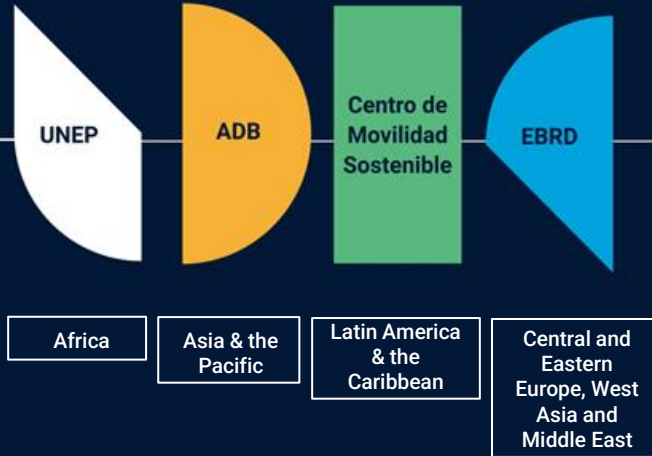 UNEP
ADB
Centro de
Movilidad
Sostenible
EBRD
Africa
Asia & the
Pacific
Latin America
& the
Caribbean
Central and
Eastern
Europe, West
Asia and
Middle East